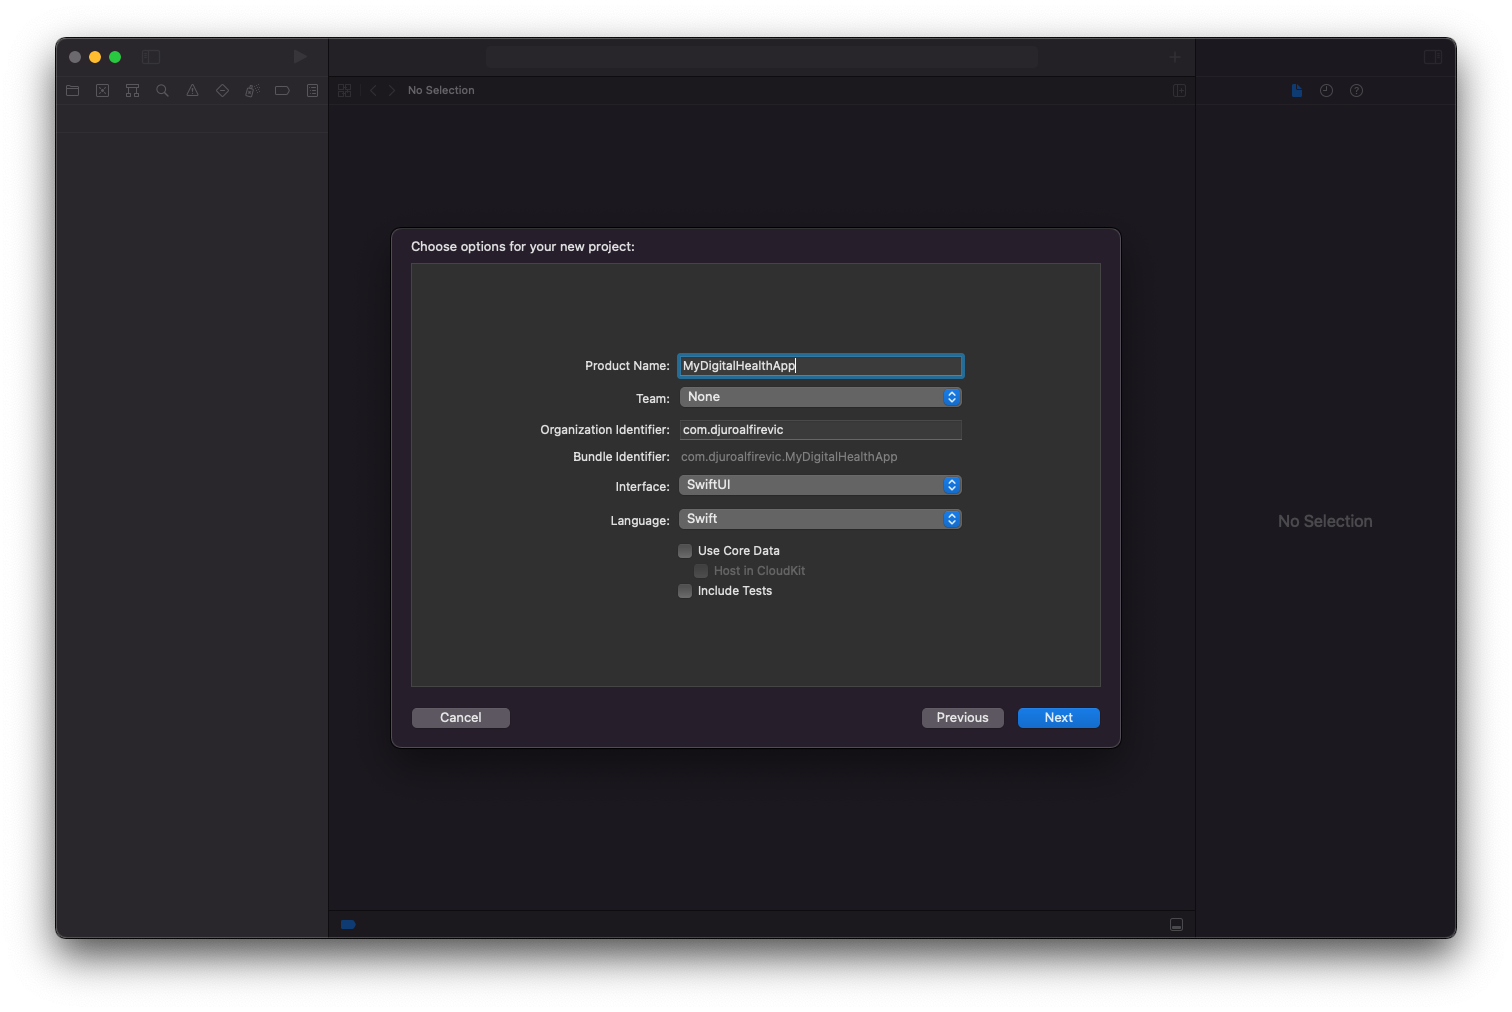 No Selection
Choose options for your new project:
Product Name: MyDigitalHealthApp
Team: None
Organization Identifier: com.djuroalfirevic
Bundle Identifier: com.djuroalfirevic.MyDigitalHealthApp
Interface: SwiftUI
Language: Swift
Use Core Data
Host in CloudKit
Include Tests
No Selection
Cancel Previous Next